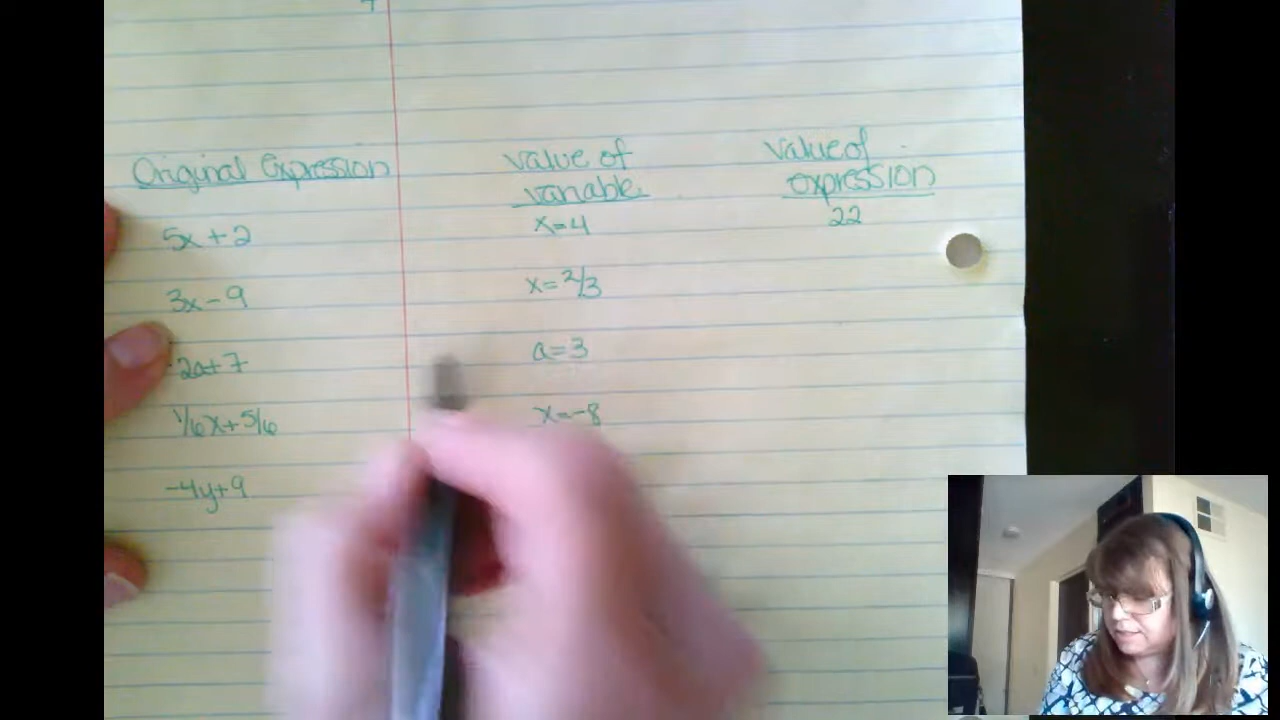 Original Expression
Value of
variable
Value of
expression
5x + 2
x = 4
22
3x - 9
x = 2/3
-2a + 7
a = 3
1/6 x + 5/6
x = -8
-4y + 9